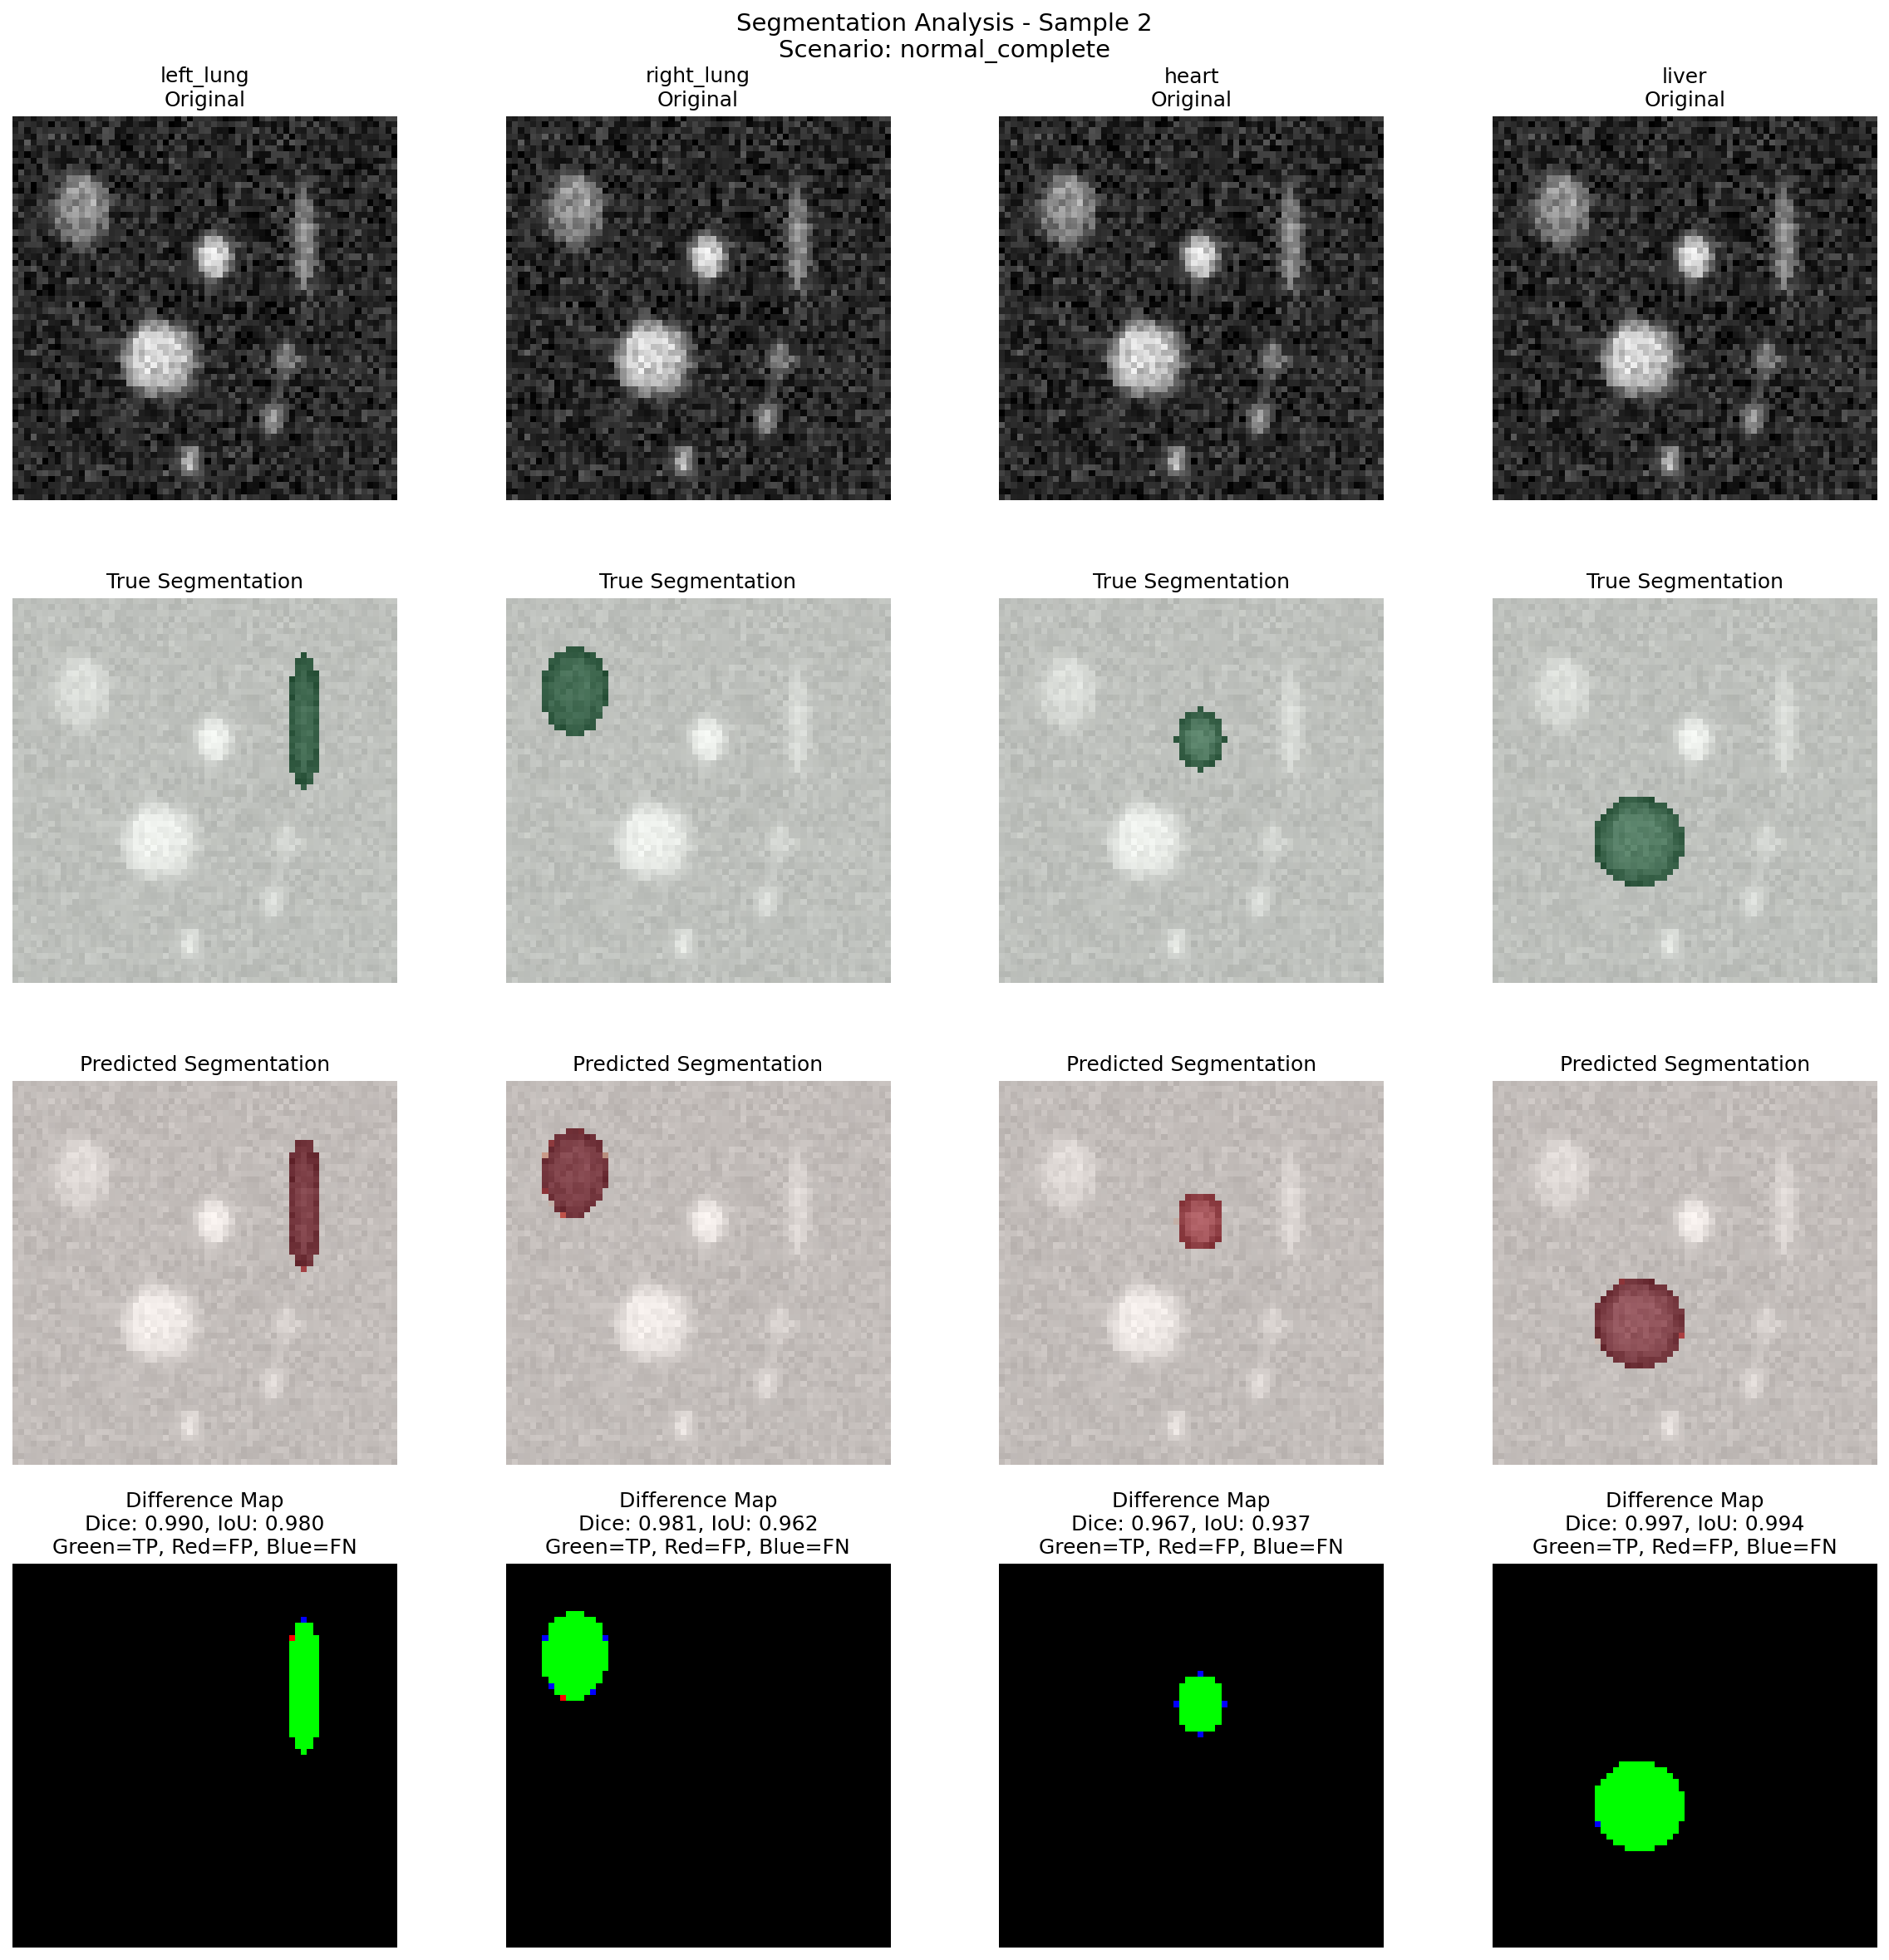 Segmentation Analysis - Sample 2
Scenario: normal_complete
left_lung
Original
right_lung
Original
heart
Original
liver
Original
True Segmentation
True Segmentation
True Segmentation
True Segmentation
Predicted Segmentation
Predicted Segmentation
Predicted Segmentation
Predicted Segmentation
Difference Map
Dice: 0.990, IoU: 0.980
Green=TP, Red=FP, Blue=FN
Difference Map
Dice: 0.981, IoU: 0.962
Green=TP, Red=FP, Blue=FN
Difference Map
Dice: 0.967, IoU: 0.937
Green=TP, Red=FP, Blue=FN
Difference Map
Dice: 0.997, IoU: 0.994
Green=TP, Red=FP, Blue=FN